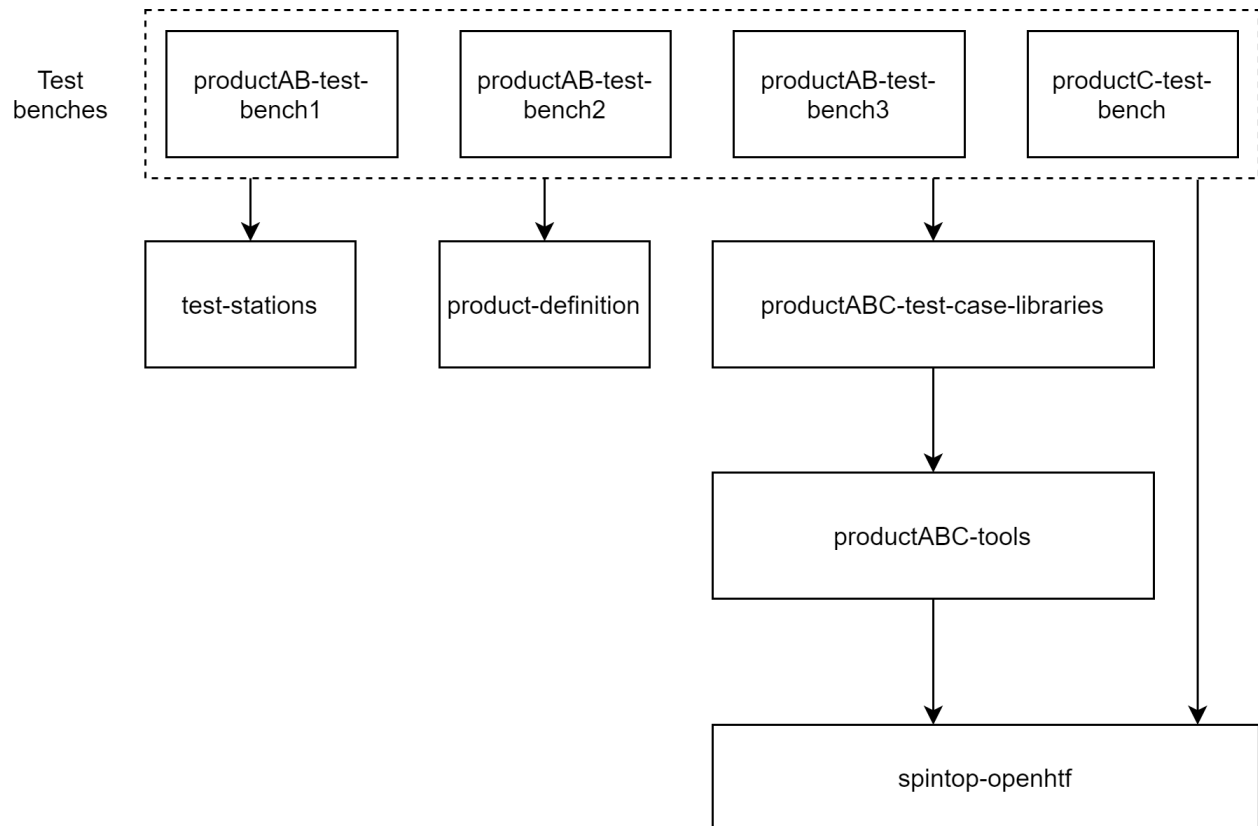 Test
benches
productAB-test-
bench1
productAB-test-
bench2
productAB-test-
bench3
productC-test-
bench
test-stations
product-definition
productABC-test-case-libraries
productABC-tools
spintop-openhtf